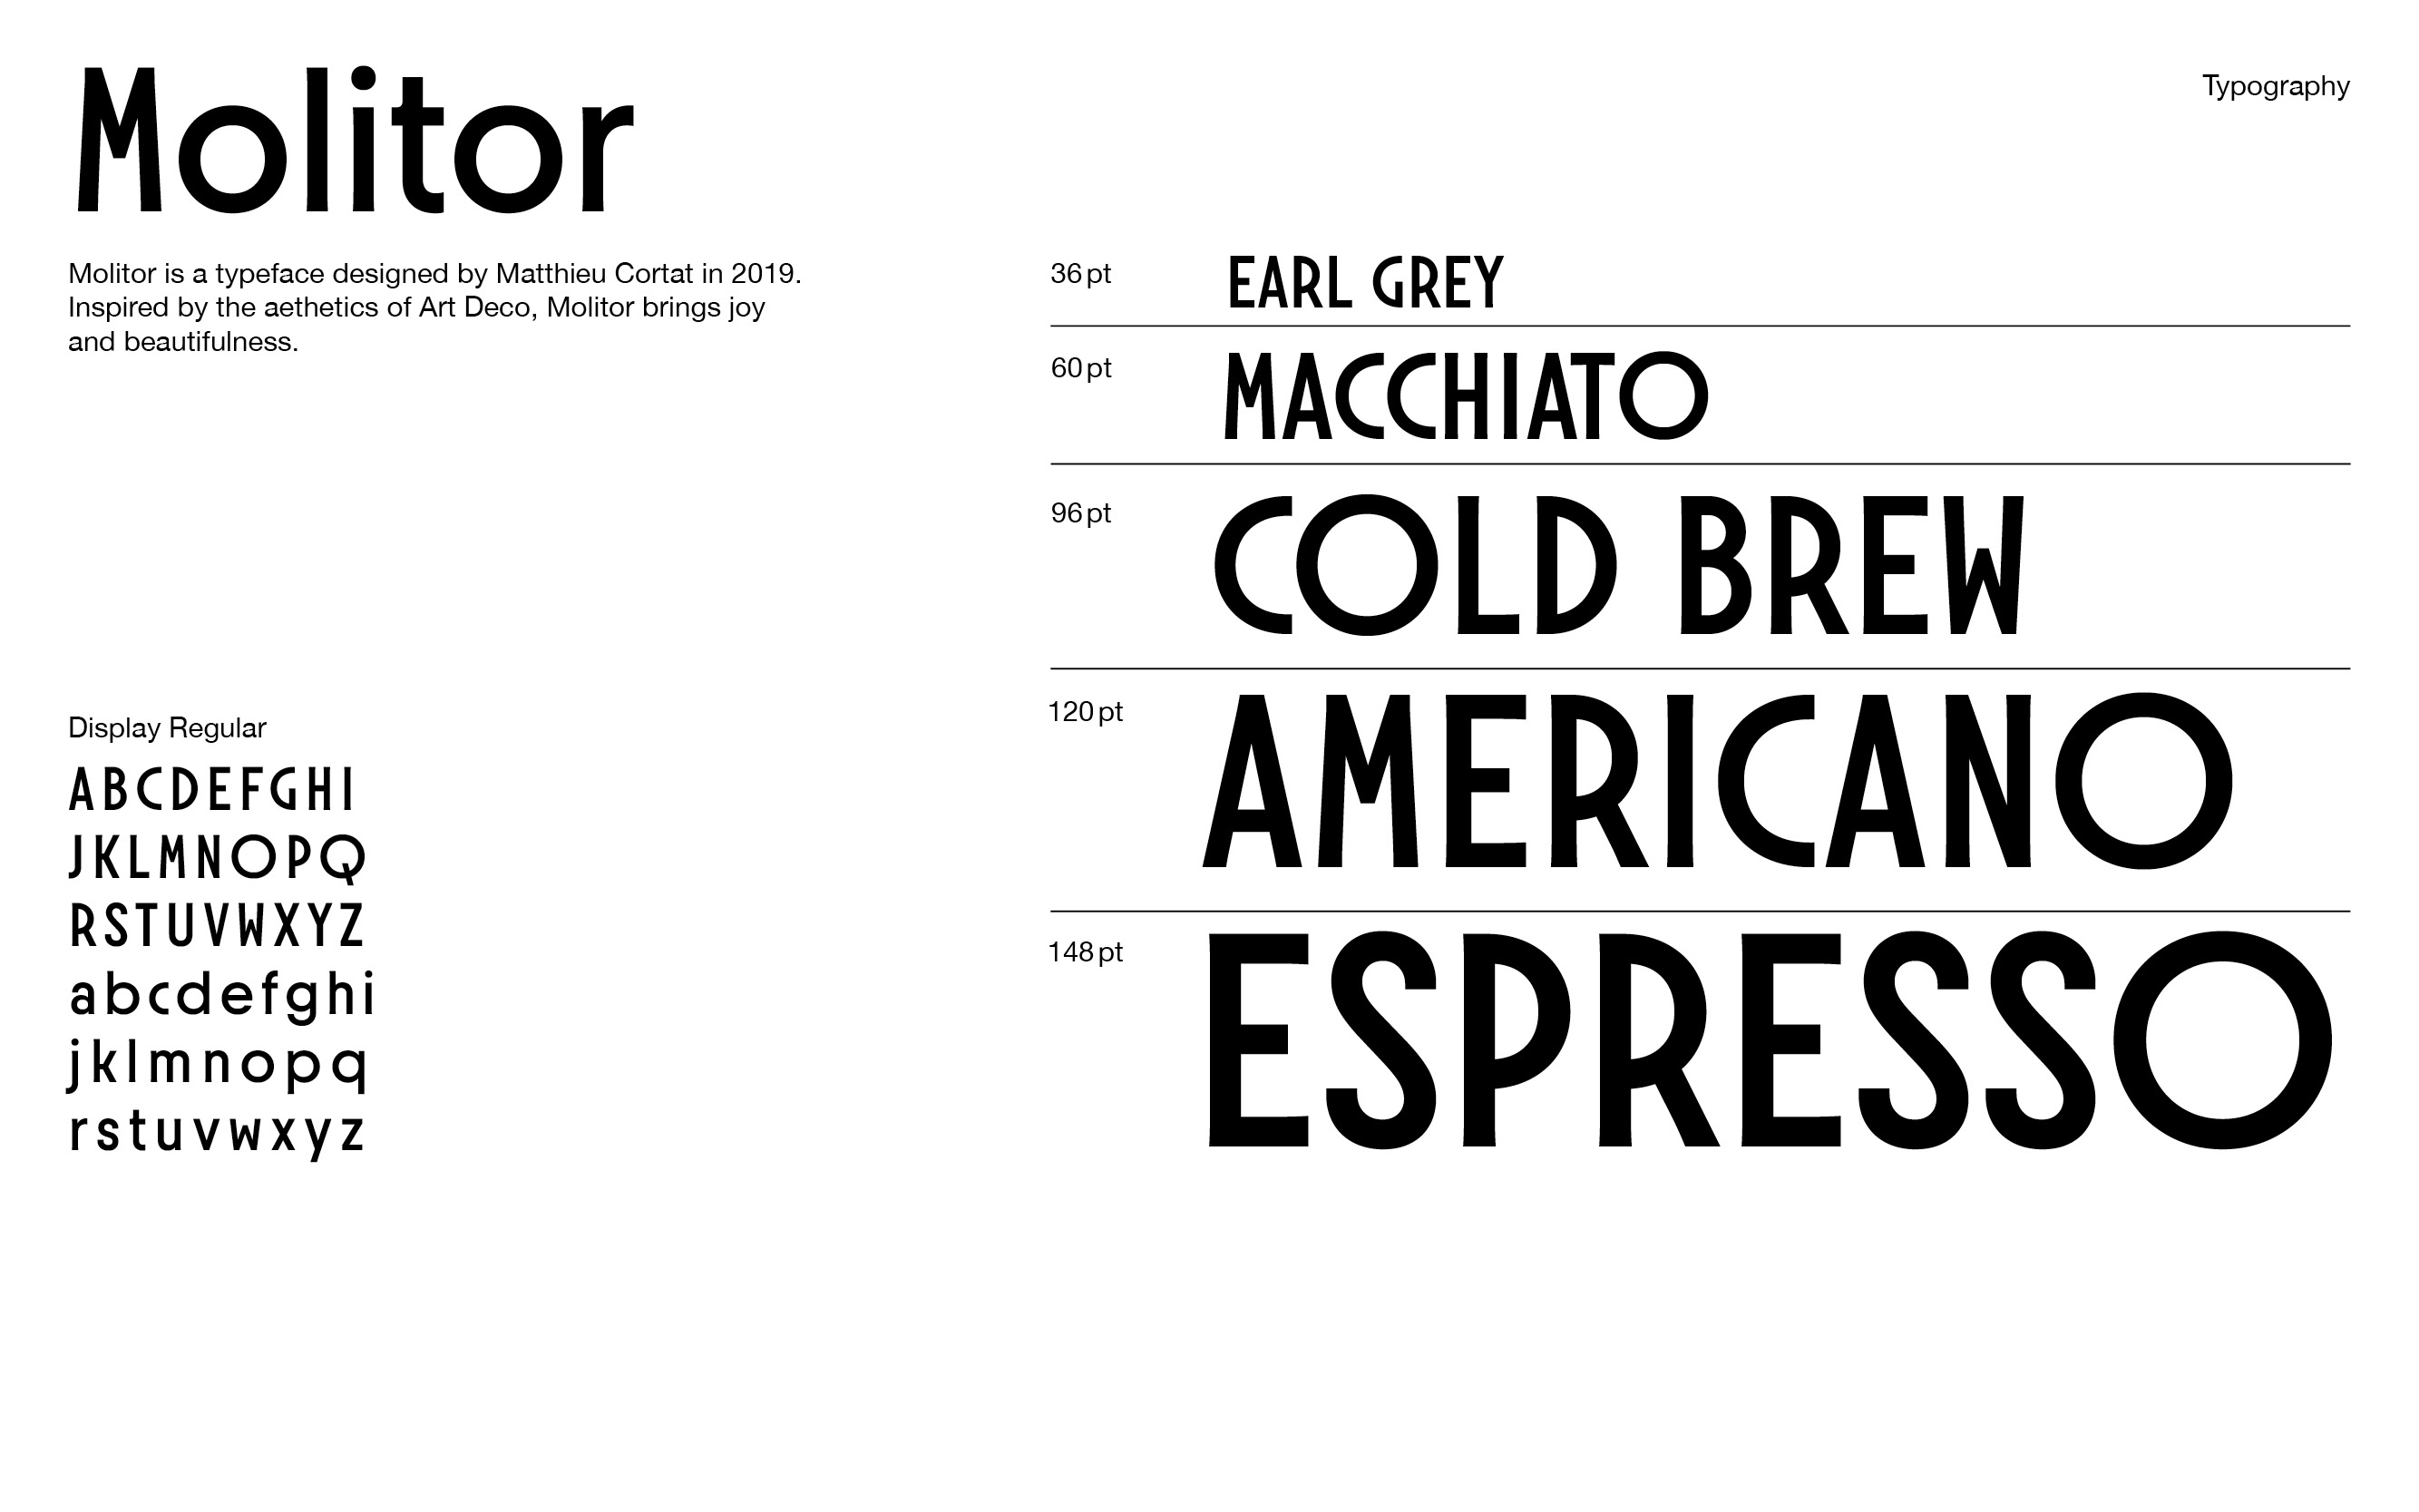 Molitor
Typography
Molitor is a typeface designed by Matthieu Cortat in 2019.
Inspired by the aethetics of Art Deco, Molitor brings joy
and beautifulness.
36 pt EARL GREY
60 pt MACCHIATO
96 pt COLD BREW
120 pt AMERICANO
148 pt ESPRESSO
Display Regular
ABCDEFGHI
JKLMNOPQ
RSTUVWXYZ
abcdefghi
jklmnopq
rstuvwxyz